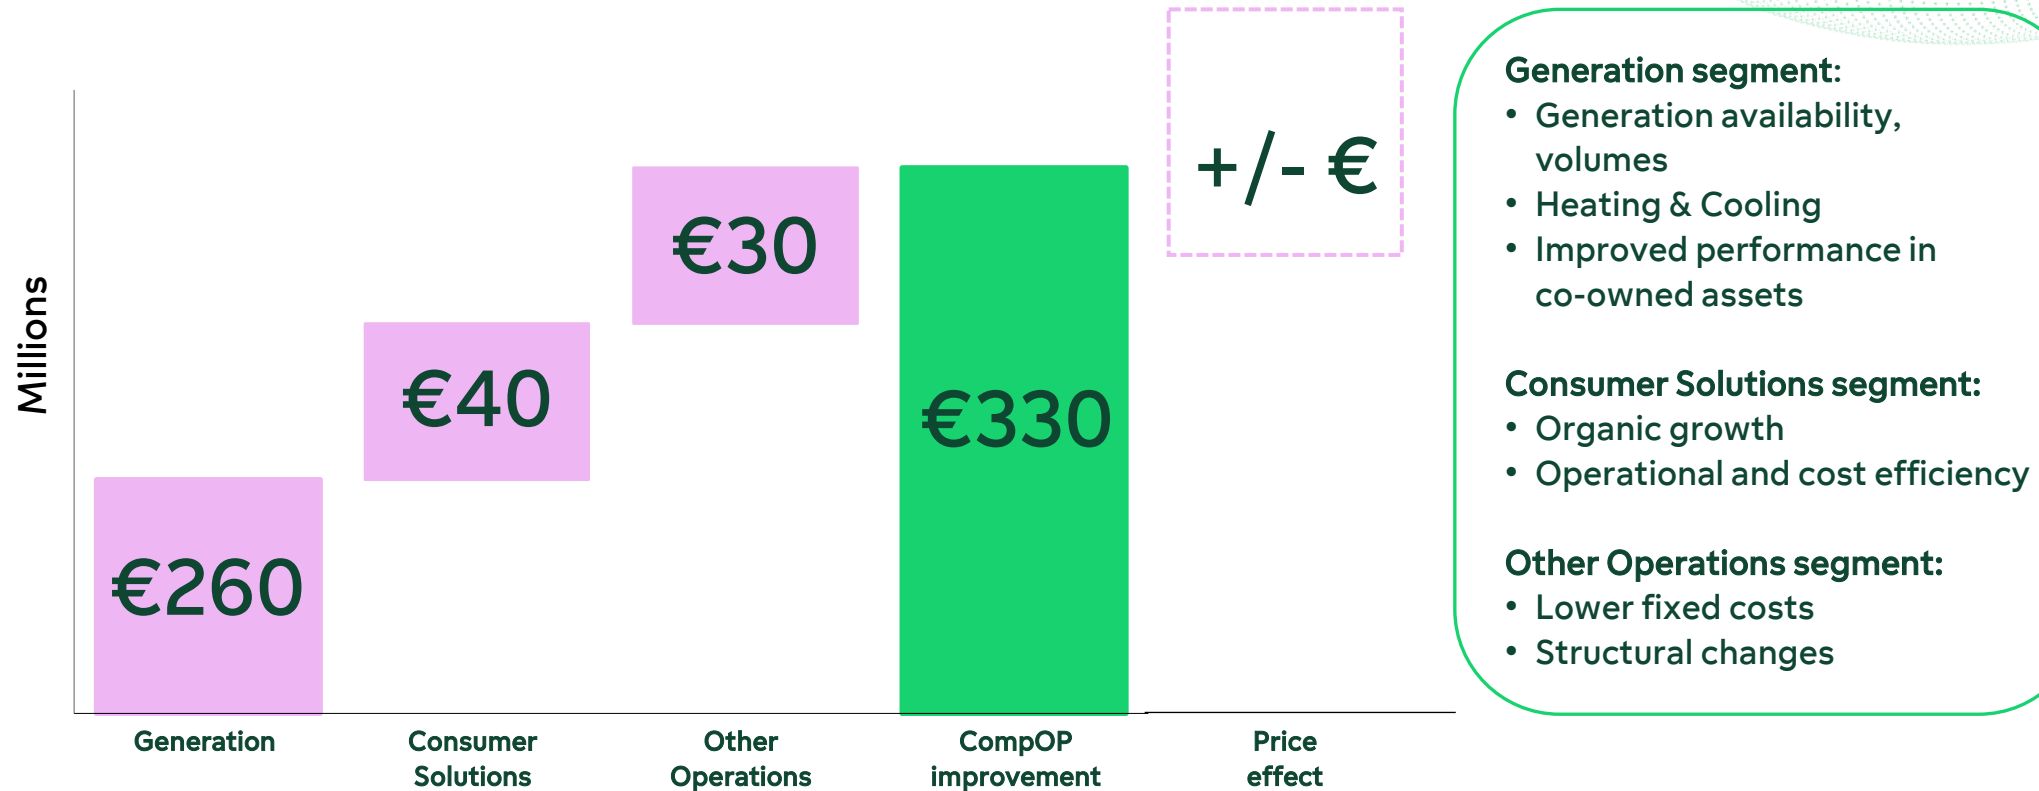 Millions
€260
€40
€30
€330
+/- €
Generation
Consumer
Solutions
Other
Operations
CompOP
improvement
Price
effect
Generation segment:
• Generation availability,
volumes
• Heating & Cooling
• Improved performance in
co-owned assets
Consumer Solutions segment:
• Organic growth
• Operational and cost efficiency
Other Operations segment:
• Lower fixed costs
• Structural changes